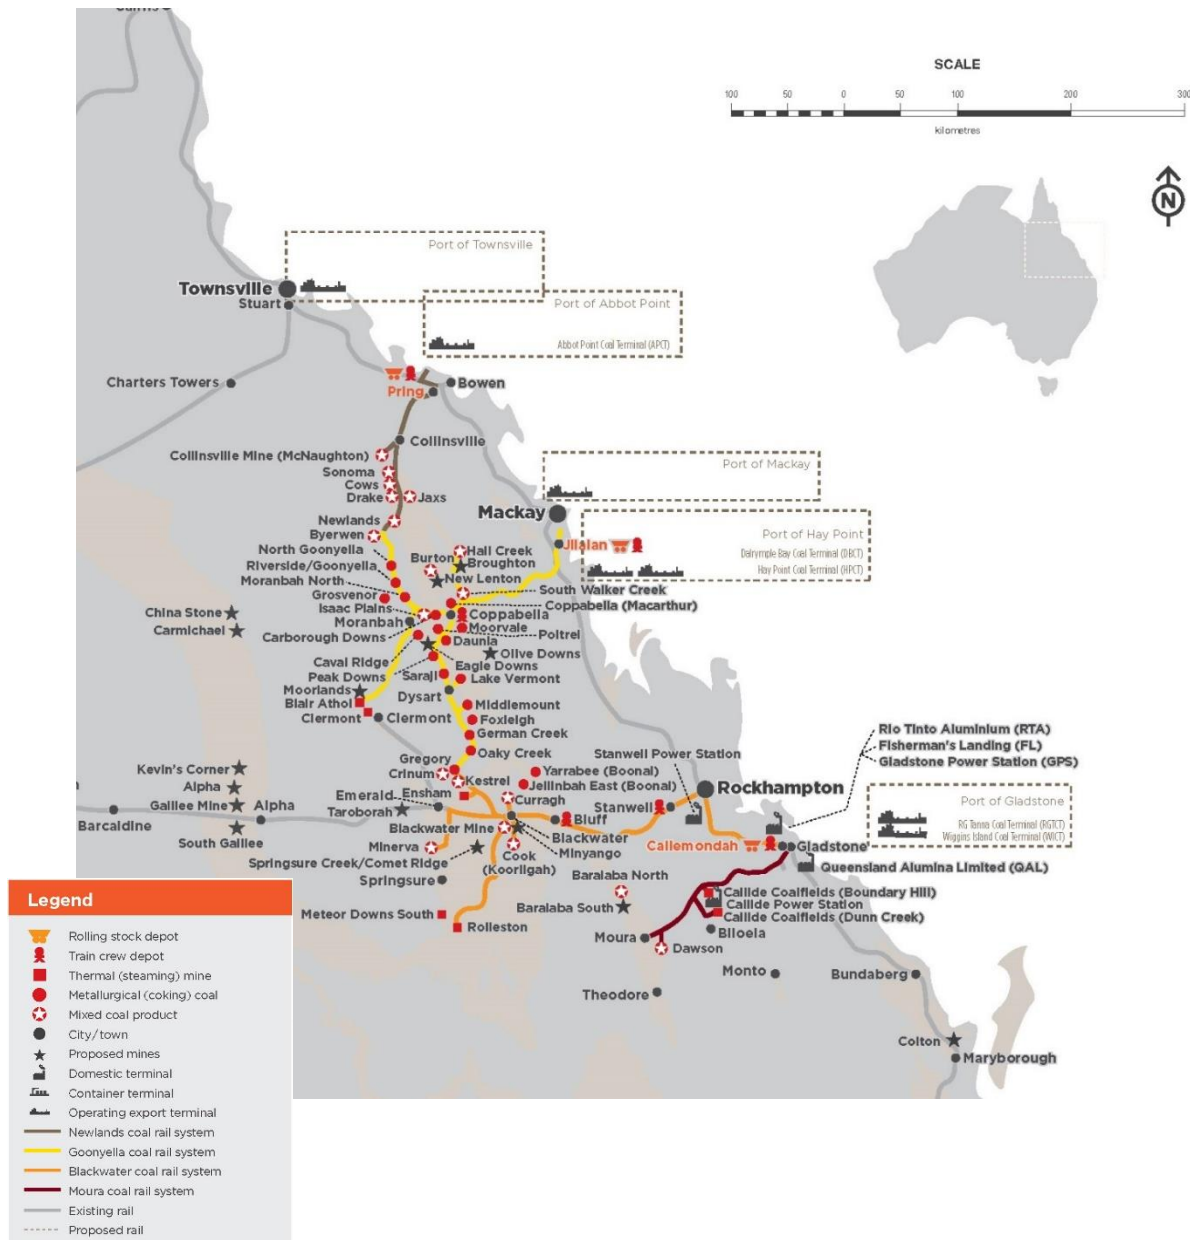 Cairns
SCALE
100 50 0 50 100 200 300
kilometres
N
Port of Townsville
Townsville
Stuart
Port of Abbot Point
Abbot Point Coal Terminal (APCT)
Charters Towers
Pring
Bowen
Collinsville
Collinsville Mine (McNaughton)
Sonoma
Cows
Drake
Jaxs
Port of Mackay
Mackay
Newlands
Byerwen
Jilalan
Port of Hay Point
Dalrymple Bay Coal Terminal (DBCT)
Hay Point Coal Terminal (HPCT)
North Goonyella
Riverside/Goonyella
Moranbah North
Grosvenor
Isaac Plains
Moranbah
Carborough Downs
Caval Ridge
Peak Downs
Burton
Hall Creek
Broughton
New Lenton
South Walker Creek
Coppabella (Macarthur)
Coppabella
Moorvale
Poitrel
Daunia
Olive Downs
Eagle Downs
Saraji
Lake Vermont
China Stone
Carmichael
Moorlands
Blair Athol
Clermont
Clermont
Dysart
Middlemount
Foxleigh
German Creek
Oaky Creek
Gregory
Crinum
Kestrel
Ensham
Yarrabee (Boonal)
Jellinbah East (Boonal)
Curragh
Stanwell Power Station
Rockhampton
Stanwell
Rio Tinto Aluminium (RTA)
Fisherman's Landing (FL)
Gladstone Power Station (GPS)
Kevin's Corner
Alpha
Galilee Mine
Alpha
South Galilee
Barcaldine
Emerald
Taroborah
Blackwater Mine
Minerva
Springsure Creek/Comet Ridge
Springsure
Bluff
Blackwater
Minyango
Cook
(Koorilgah)
Callemondah
Gladstone
Port of Gladstone
RG Tanna Coal Terminal (RGTCT)
Wiggins Island Coal Terminal (WICT)
Queensland Alumina Limited (QAL)
Baralaba North
Baralaba South
Callide Coalfields (Boundary Hill)
Callide Power Station
Callide Coalfields (Dunn Creek)
Biloela
Meteor Downs South
Rolleston
Moura
Dawson
Theodore
Monto
Bundaberg
Colton
Maryborough
Legend
Rolling stock depot
Train crew depot
Thermal (steaming) mine
Metallurgical (coking) coal
Mixed coal product
City/town
Proposed mines
Domestic terminal
Container terminal
Operating export terminal
Newlands coal rail system
Goonyella coal rail system
Blackwater coal rail system
Moura coal rail system
Existing rail
Proposed rail